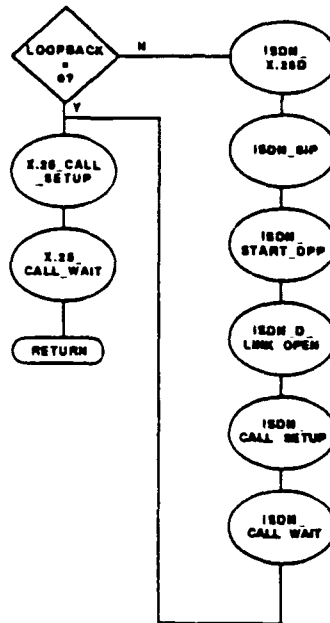 LOOPBACK
=
0?
N
Y
X.25_CALL
_SETUP
X.25_
CALL_WAIT
RETURN
ISDN_
X.25D
ISDN_SIP
ISDN_
START_DPP
ISDN_D_
LINK OPEN
ISDN_
CALL SETUP
ISDN_
CALL WAIT